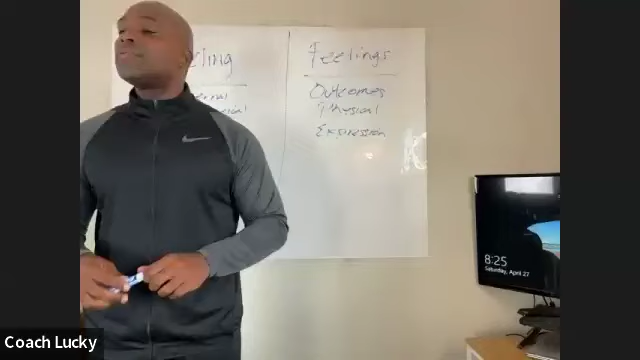 Feelings
Outcomes
Physical
Expression
8:25
Saturday, April 27
Coach Lucky